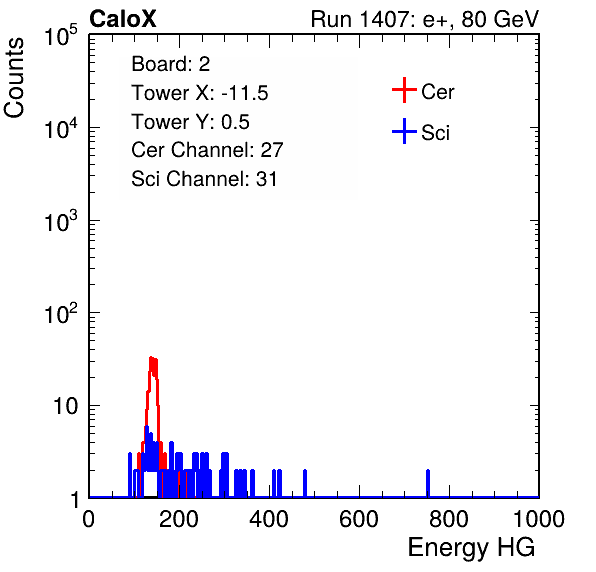 CaloX Run 1407: e+, 80 GeV
Counts
10^5
10^4
10^3
10^2
10
1
Board: 2
Tower X: -11.5
Tower Y: 0.5
Cer Channel: 27
Sci Channel: 31
Cer
Sci
0 200 400 600 800 1000
Energy HG